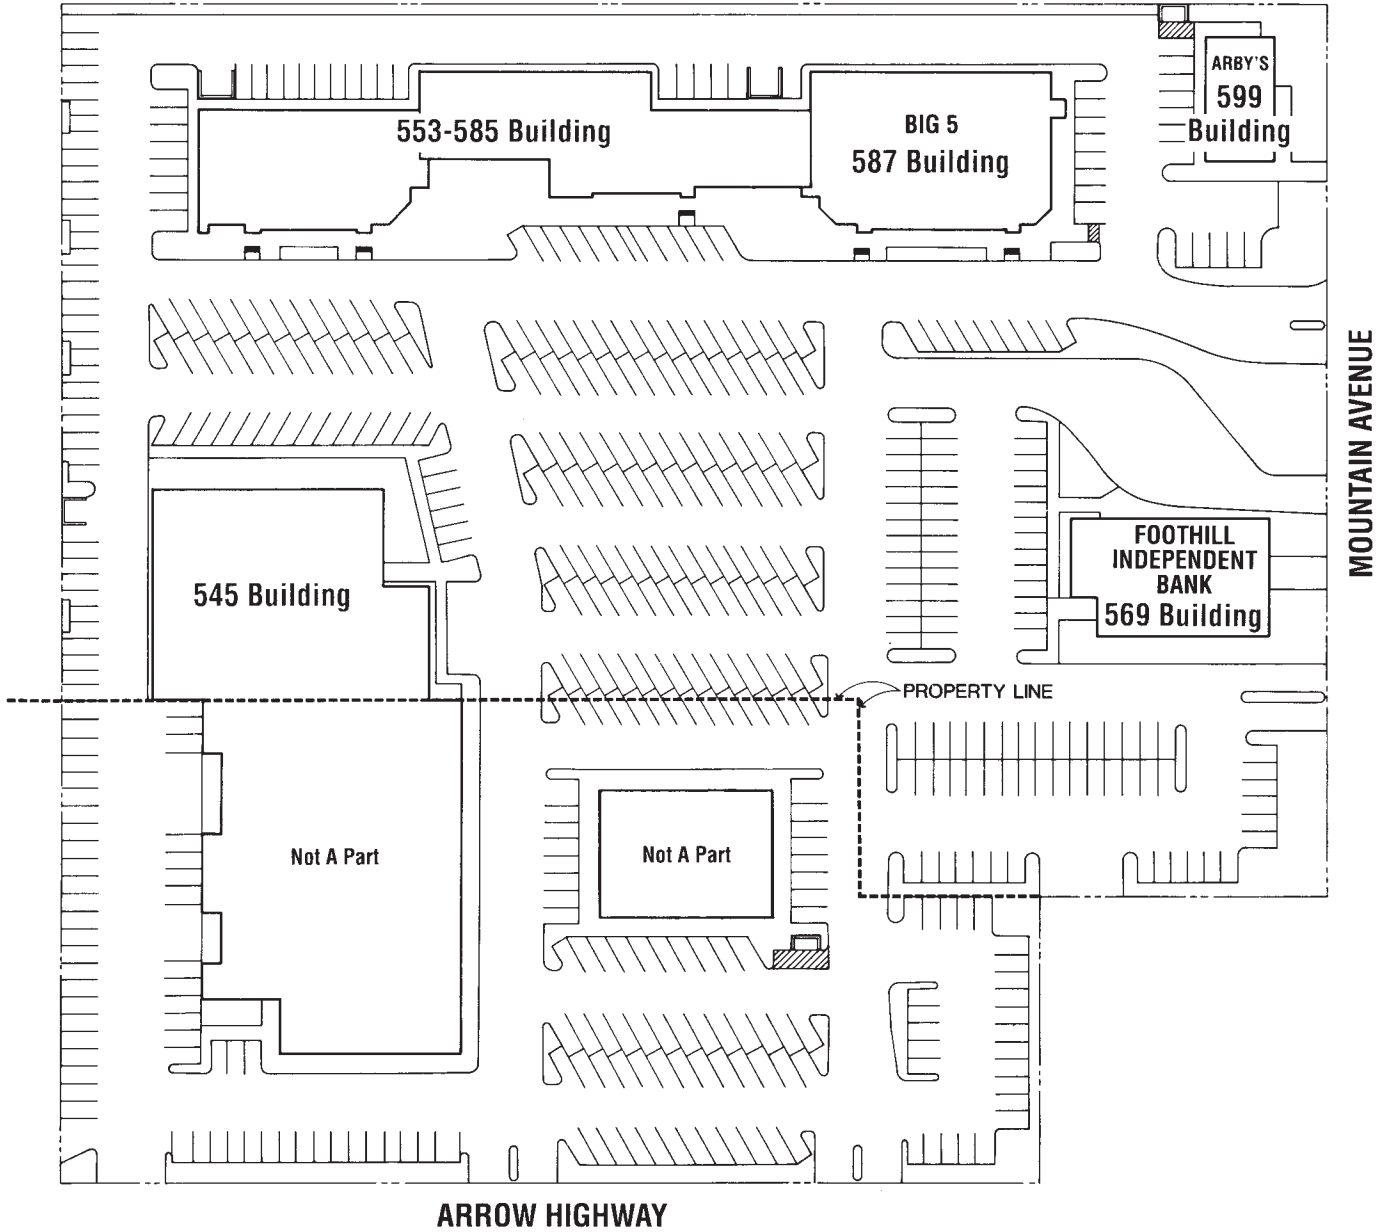 ARBY'S
599
Building
553-585 Building
BIG 5
587 Building
MOUNTAIN AVENUE
FOOTHILL
INDEPENDENT
BANK
569 Building
545 Building
PROPERTY LINE
Not A Part
Not A Part
ARROW HIGHWAY